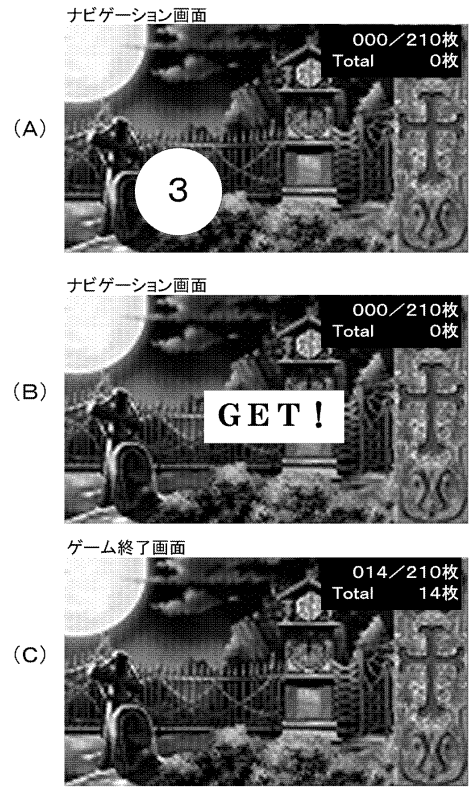 ナビゲーション画面
(A)
000/210枚
Total 0枚
3
ナビゲーション画面
(B)
000/210枚
Total 0枚
GET!
ゲーム終了画面
(C)
014/210枚
Total 14枚